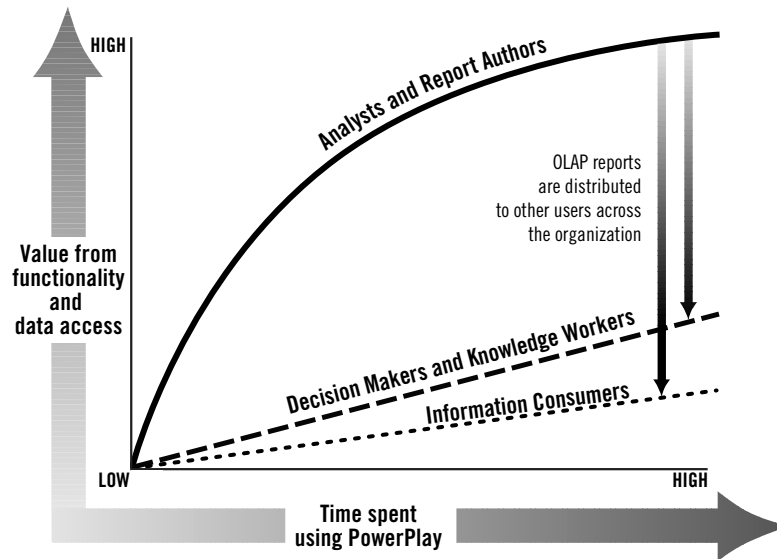 HIGH
Analysts and Report Authors
OLAP reports
are distributed
to other users across
the organization
Value from
functionality
and
data access
Decision Makers and Knowledge Workers
Information Consumers
LOW
HIGH
Time spent
using PowerPlay